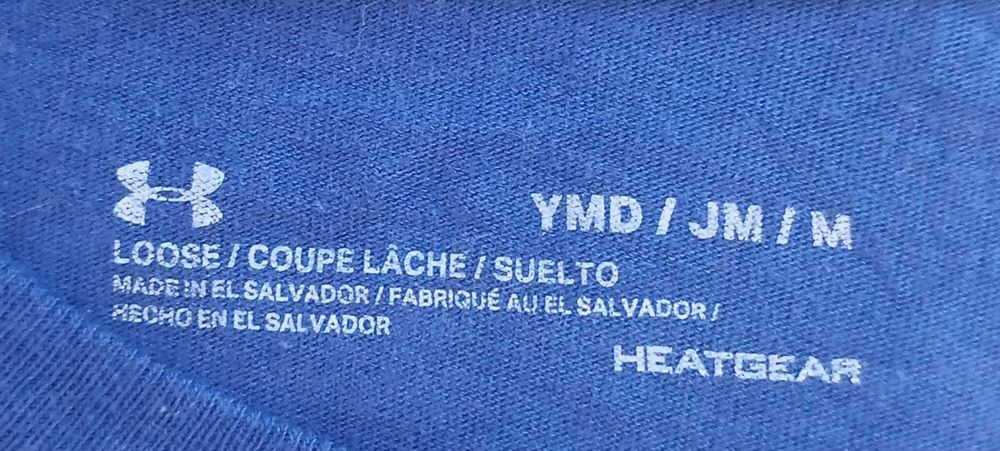 YMD / JM / M
LOOSE / COUPE LÂCHE / SUELTO
MADE IN EL SALVADOR / FABRIQUÉ AU EL SALVADOR /
HECHO EN EL SALVADOR
HEATGEAR